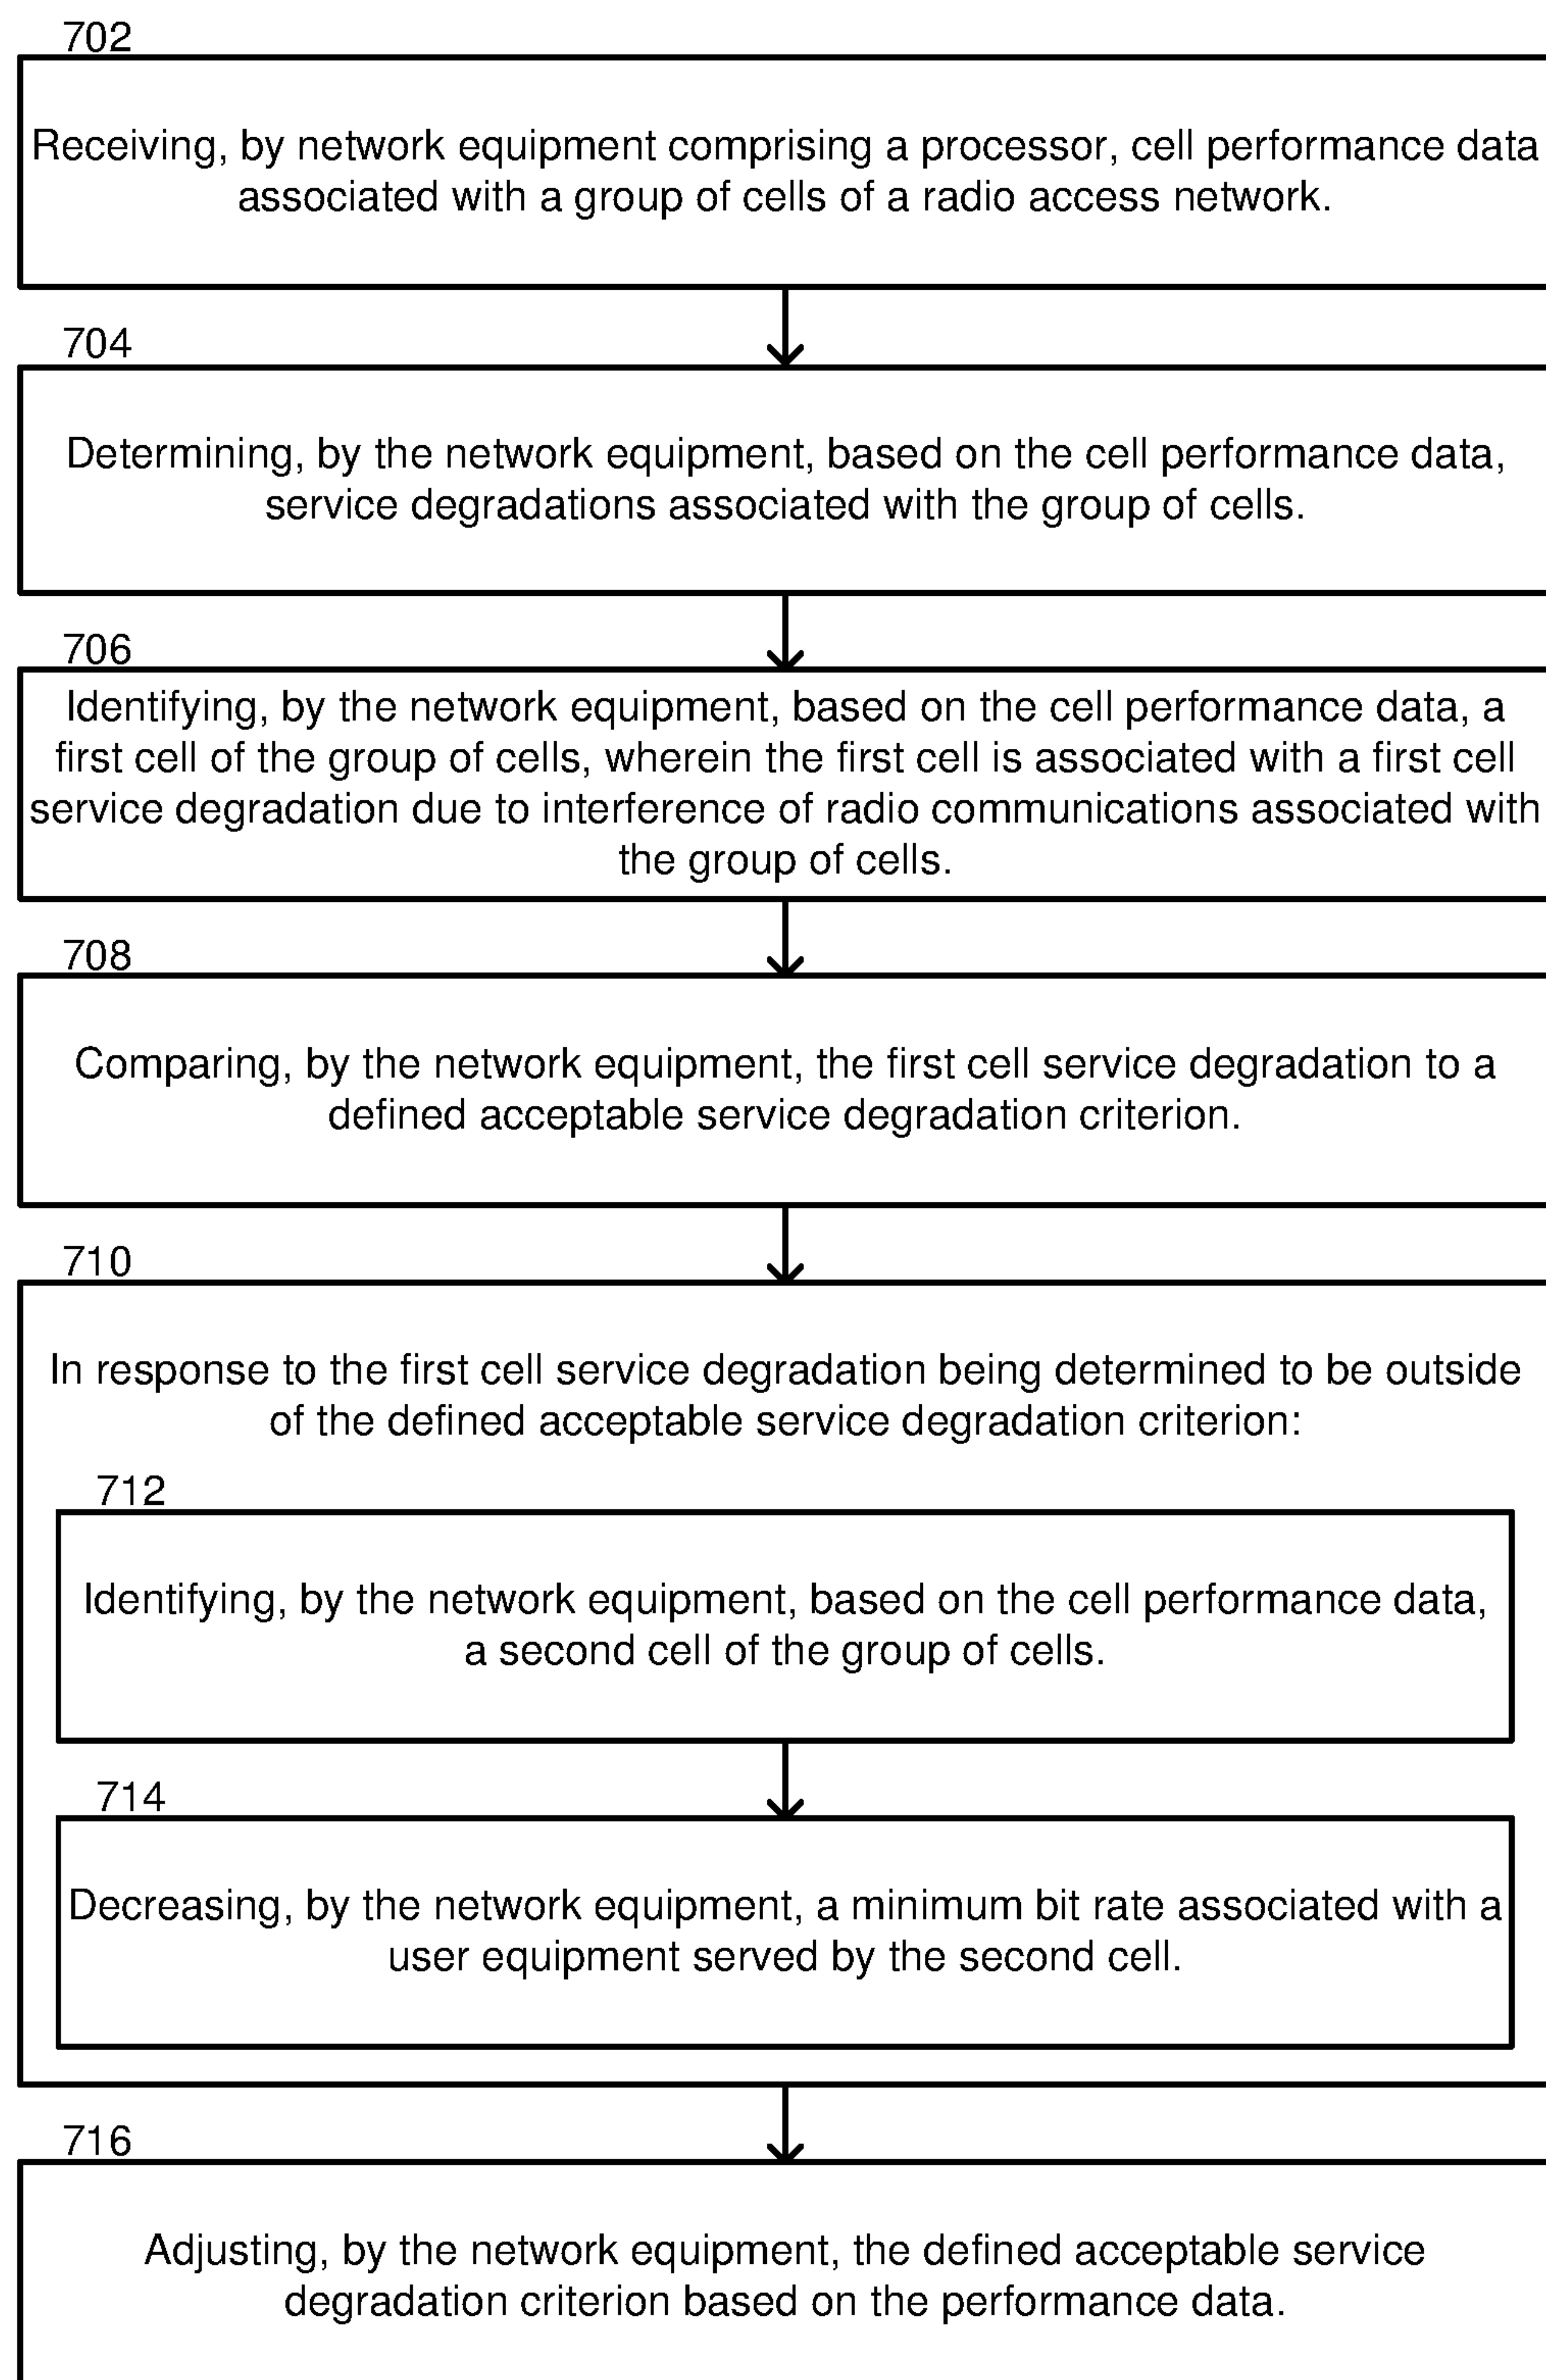 702
Receiving, by network equipment comprising a processor, cell performance data
associated with a group of cells of a radio access network.
704
Determining, by the network equipment, based on the cell performance data,
service degradations associated with the group of cells.
706
Identifying, by the network equipment, based on the cell performance data, a
first cell of the group of cells, wherein the first cell is associated with a first cell
service degradation due to interference of radio communications associated with
the group of cells.
708
Comparing, by the network equipment, the first cell service degradation to a
defined acceptable service degradation criterion.
710
In response to the first cell service degradation being determined to be outside
of the defined acceptable service degradation criterion:
712
Identifying, by the network equipment, based on the cell performance data,
a second cell of the group of cells.
714
Decreasing, by the network equipment, a minimum bit rate associated with a
user equipment served by the second cell.
716
Adjusting, by the network equipment, the defined acceptable service
degradation criterion based on the performance data.